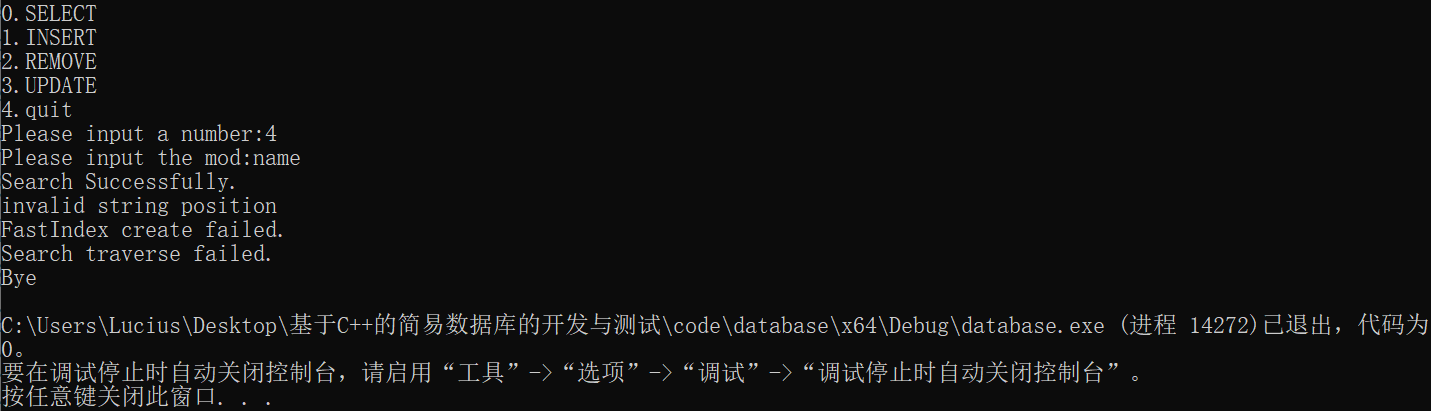 0.SELECT
1.INSERT
2.REMOVE
3.UPDATE
4.quit
Please input a number:4
Please input the mod:name
Search Successfully.
invalid string position
FastIndex create failed.
Search traverse failed.
Bye
C:\Users\Lucius\Desktop\基于C++的简易数据库的开发与测试\code\database\x64\Debug\database.exe (进程 14272)已退出，代码为
0。
要在调试停止时自动关闭控制台，请启用“工具”->“选项”->“调试”->“调试停止时自动关闭控制台”。
按任意键关闭此窗口. . .